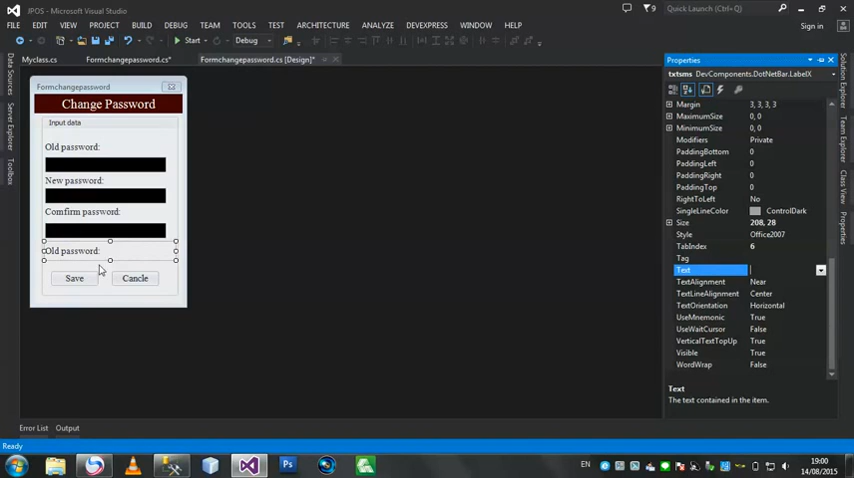 JPOS - Microsoft Visual Studio
9
Quick Launch (Ctrl+Q)
FILE EDIT VIEW PROJECT BUILD DEBUG TEAM TOOLS TEST ARCHITECTURE ANALYZE DEVEXPRESS WINDOW HELP
Sign in
Start Debug
Myclass.cs Formchangepassword.cs* Formchangepassword.cs [Design]*
Data Sources
Server Explorer
Toolbox
Formchangepassword
Change Password
Input data
Old password:
New password:
Comfirm password:
Old password:
Save Cancle
Properties
txtsms DevComponents.DotNetBar.LabelX
Margin 3, 3, 3, 3
MaximumSize 0, 0
MinimumSize 0, 0
Modifiers Private
PaddingBottom 0
PaddingLeft 0
PaddingRight 0
PaddingTop 0
RightToLeft No
SingleLineColor ControlDark
Size 208, 28
Style Office2007
TabIndex 6
Tag
Text
TextAlignment Near
TextLineAlignment Center
TextOrientation Horizontal
UseMnemonic True
UseWaitCursor False
VerticalTextTopUp True
Visible True
WordWrap False
Text
The text contained in the item.
Solution Explorer
Team Explorer
Class View
Properties
Error List Output
Ready
Ps
EN
19:00
14/08/2015